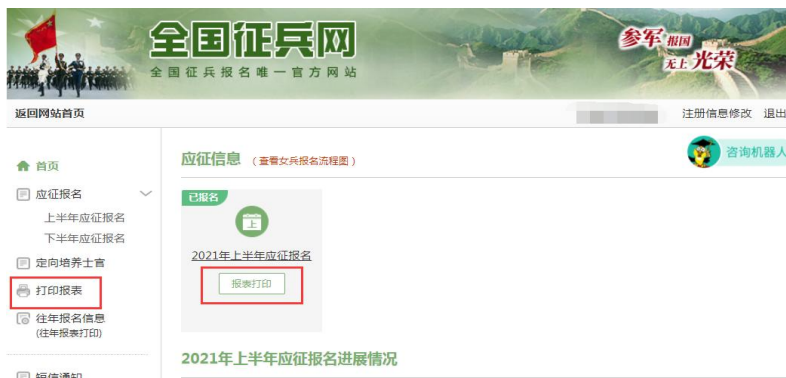 全国征兵网
全国征兵报名唯一官方网站
参军 报国
无上 光荣
返回网站首页
注册信息修改 退出
首页
应征报名
上半年应征报名
下半年应征报名
定向培养士官
打印报表
往年报名信息
(往年报表打印)
短信通知
应征信息 (查看女兵报名流程图)
咨询机器人
已报名
上
2021年上半年应征报名
报表打印
2021年上半年应征报名进展情况